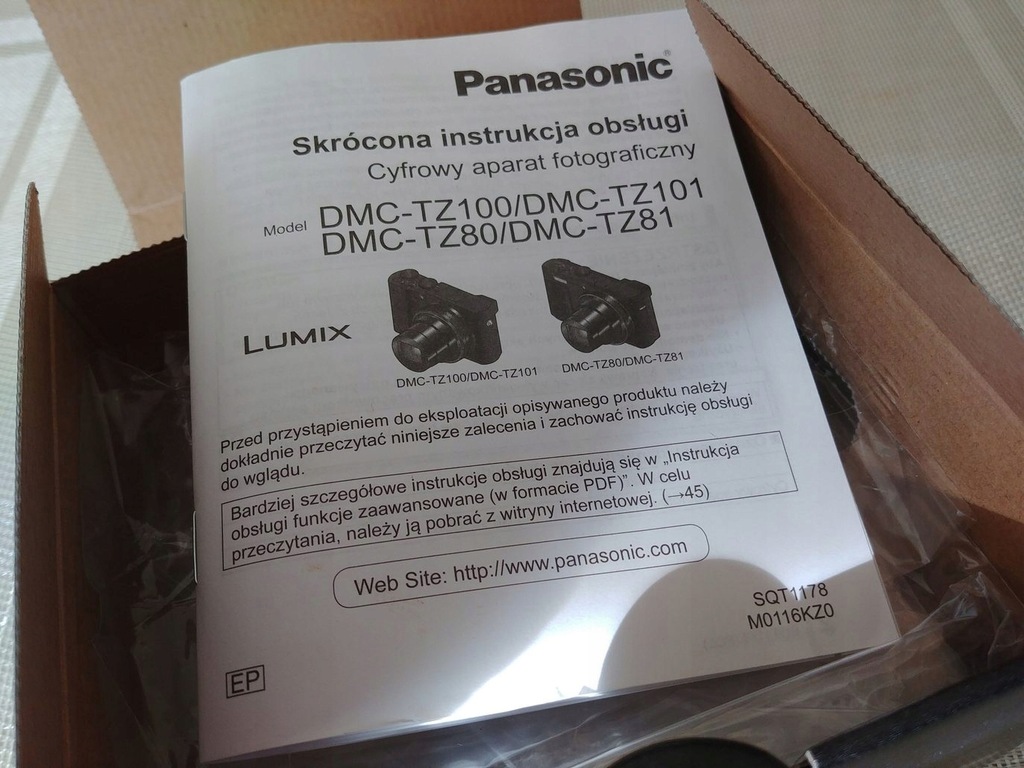 Panasonic®
Skrócona instrukcja obsługi
Cyfrowy aparat fotograficzny
Model DMC-TZ100/DMC-TZ101
DMC-TZ80/DMC-TZ81
LUMIX
DMC-TZ100/DMC-TZ101
DMC-TZ80/DMC-TZ81
Przed przystąpieniem do eksploatacji opisywanego produktu należy
dokładnie przeczytać niniejsze zalecenia i zachować instrukcję obsługi
do wglądu.
Bardziej szczegółowe instrukcje obsługi znajdują się w „Instrukcja
obsługi funkcje zaawansowane (w formacie PDF)”. W celu
przeczytania, należy ją pobrać z witryny internetowej. (→45)
Web Site: http://www.panasonic.com
SQT1178
M0116KZ0
EP